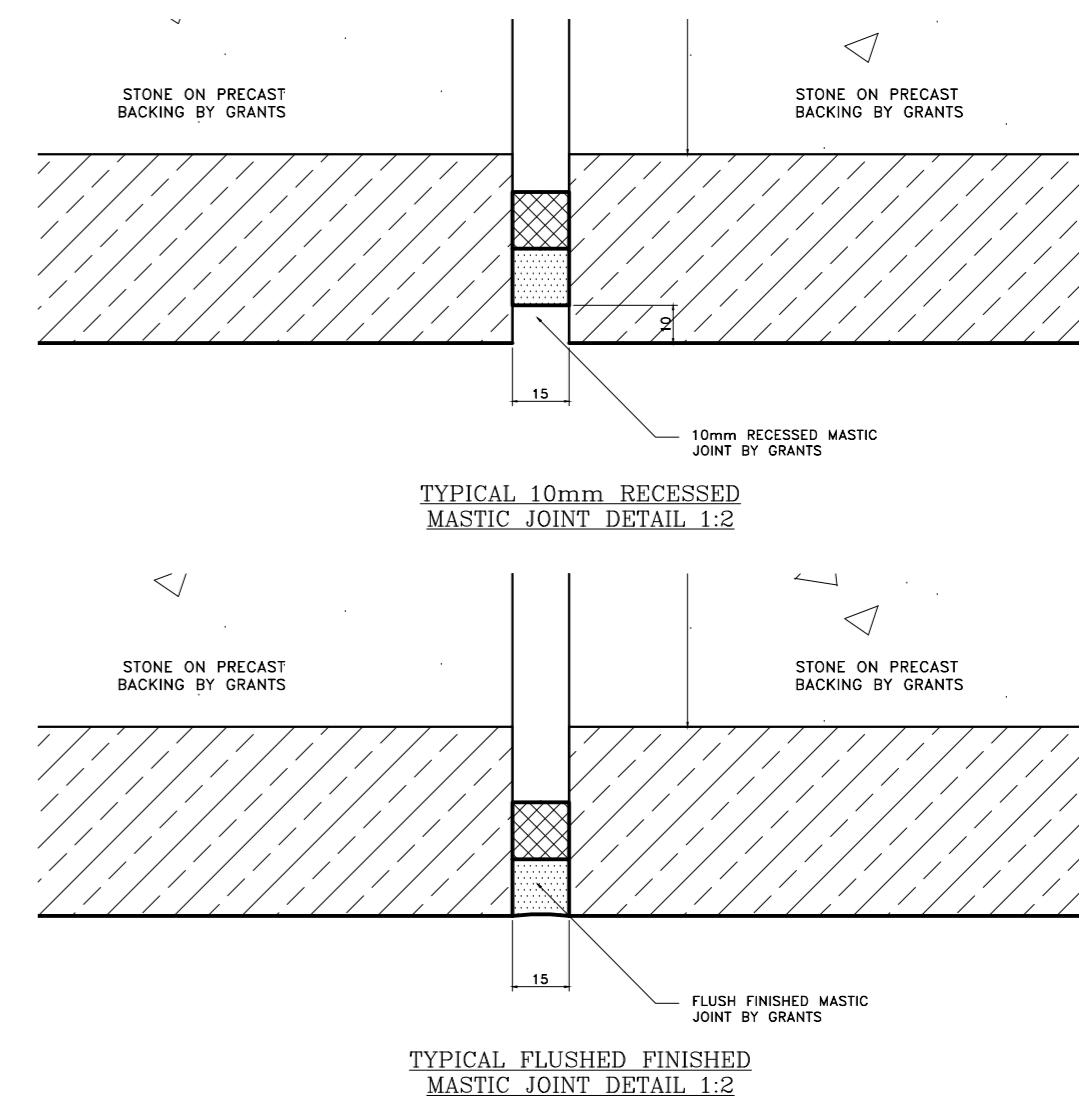 STONE ON PRECAST
BACKING BY GRANTS
STONE ON PRECAST
BACKING BY GRANTS
10
15
10mm RECESSED MASTIC
JOINT BY GRANTS
TYPICAL 10mm RECESSED
MASTIC JOINT DETAIL 1:2
STONE ON PRECAST
BACKING BY GRANTS
STONE ON PRECAST
BACKING BY GRANTS
15
FLUSH FINISHED MASTIC
JOINT BY GRANTS
TYPICAL FLUSHED FINISHED
MASTIC JOINT DETAIL 1:2